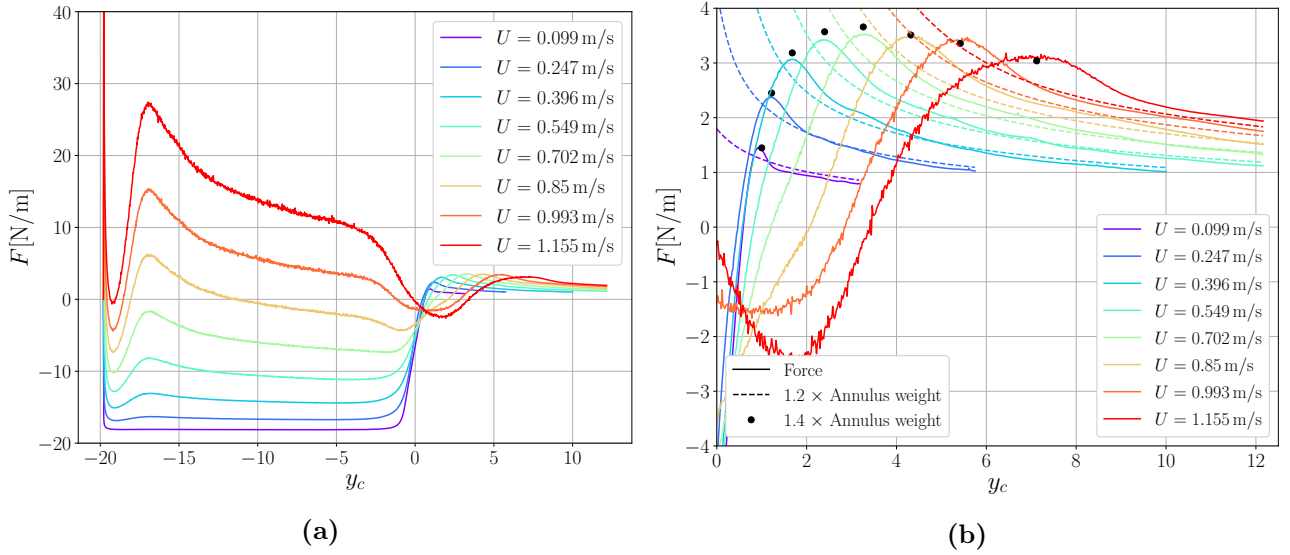 40
30
20
10
0
−10
−20
F[N/m]
−20 −15 −10 −5 0 5 10
y_c
U = 0.099 m/s
U = 0.247 m/s
U = 0.396 m/s
U = 0.549 m/s
U = 0.702 m/s
U = 0.85 m/s
U = 0.993 m/s
U = 1.155 m/s
(a)
4
3
2
1
0
−1
−2
−3
−4
F[N/m]
0 2 4 6 8 10 12
y_c
Force
1.2 × Annulus weight
1.4 × Annulus weight
U = 0.099 m/s
U = 0.247 m/s
U = 0.396 m/s
U = 0.549 m/s
U = 0.702 m/s
U = 0.85 m/s
U = 0.993 m/s
U = 1.155 m/s
(b)